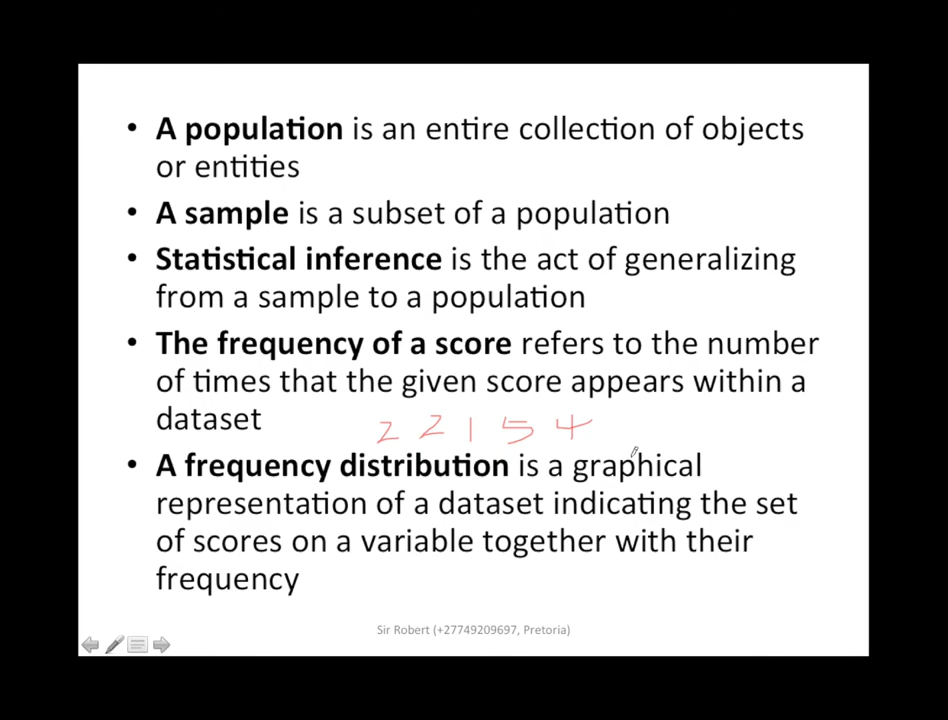 • A population is an entire collection of objects
or entities
• A sample is a subset of a population
• Statistical inference is the act of generalizing
from a sample to a population
• The frequency of a score refers to the number
of times that the given score appears within a
dataset
2 2 1 5 4
• A frequency distribution is a graphical
representation of a dataset indicating the set
of scores on a variable together with their
frequency
Sir Robert (+27749209697, Pretoria)